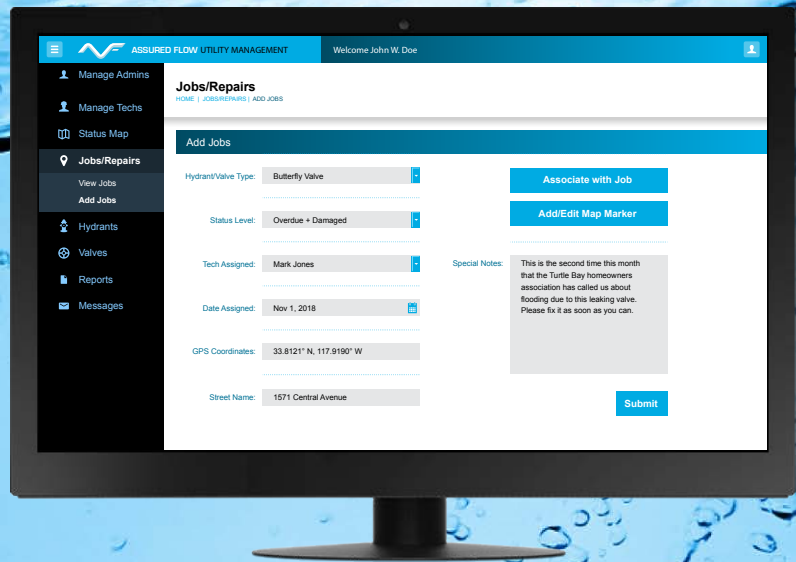 ASSURED FLOW UTILITY MANAGEMENT
Welcome John W. Doe
Manage Admins
Manage Techs
Status Map
Jobs/Repairs
View Jobs
Add Jobs
Hydrants
Valves
Reports
Messages
Jobs/Repairs
HOME | JOBS/REPAIRS | ADD JOBS
Add Jobs
Hydrant/Valve Type: Butterfly Valve
Status Level: Overdue + Damaged
Tech Assigned: Mark Jones
Date Assigned: Nov 1, 2018
GPS Coordinates: 33.8121° N, 117.9190° W
Street Name: 1571 Central Avenue
Associate with Job
Add/Edit Map Marker
Special Notes: This is the second time this month
that the Turtle Bay homeowners
association has called us about
flooding due to this leaking valve.
Please fix it as soon as you can.
Submit